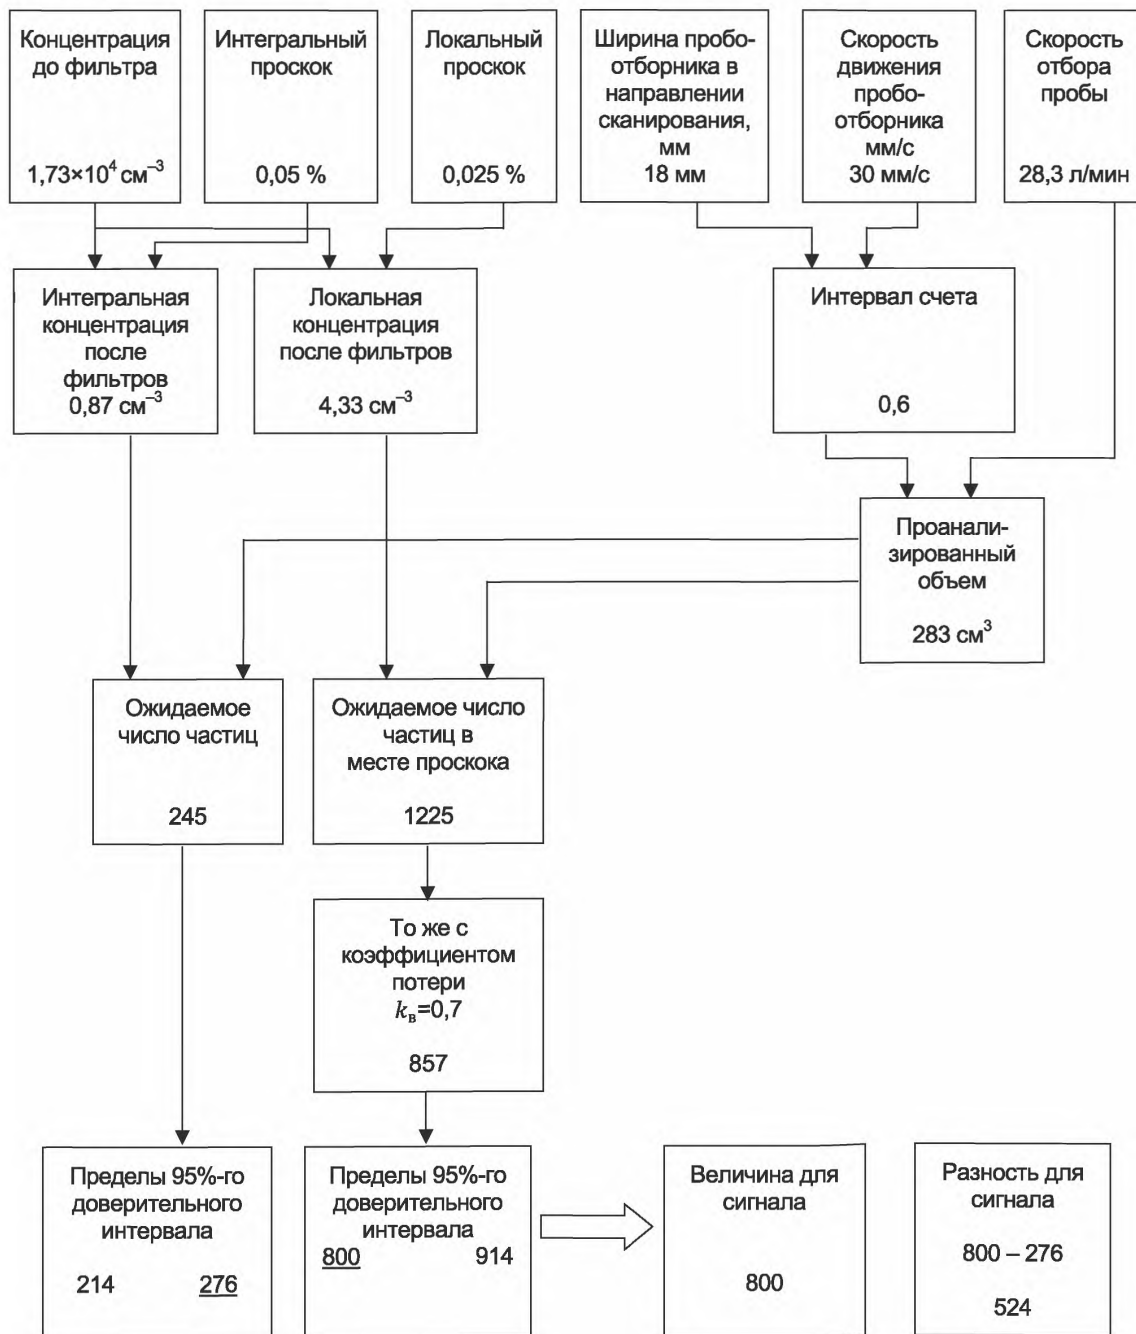 Концентрация
до фильтра
1,73×10⁴ см⁻³
Интегральный
проскок
0,05 %
Локальный
проскок
0,025 %
Ширина пробо-
отборника в
направлении
сканирования,
мм
18 мм
Скорость
движения
пробо-
отборника
мм/с
30 мм/с
Скорость
отбора
пробы
28,3 л/мин
Интегральная
концентрация
после
фильтров
0,87 см⁻³
Локальная
концентрация
после фильтров
4,33 см⁻³
Интервал счета
0,6
Проанали-
зированный
объем
283 см³
Ожидаемое
число частиц
245
Ожидаемое число
частиц в
месте проскока
1225
То же с
коэффициентом
потери
kв=0,7
857
Пределы 95%-го
доверительного
интервала
214 276
Пределы 95%-го
доверительного
интервала
800 914
Величина для
сигнала
800
Разность для
сигнала
800 – 276
524